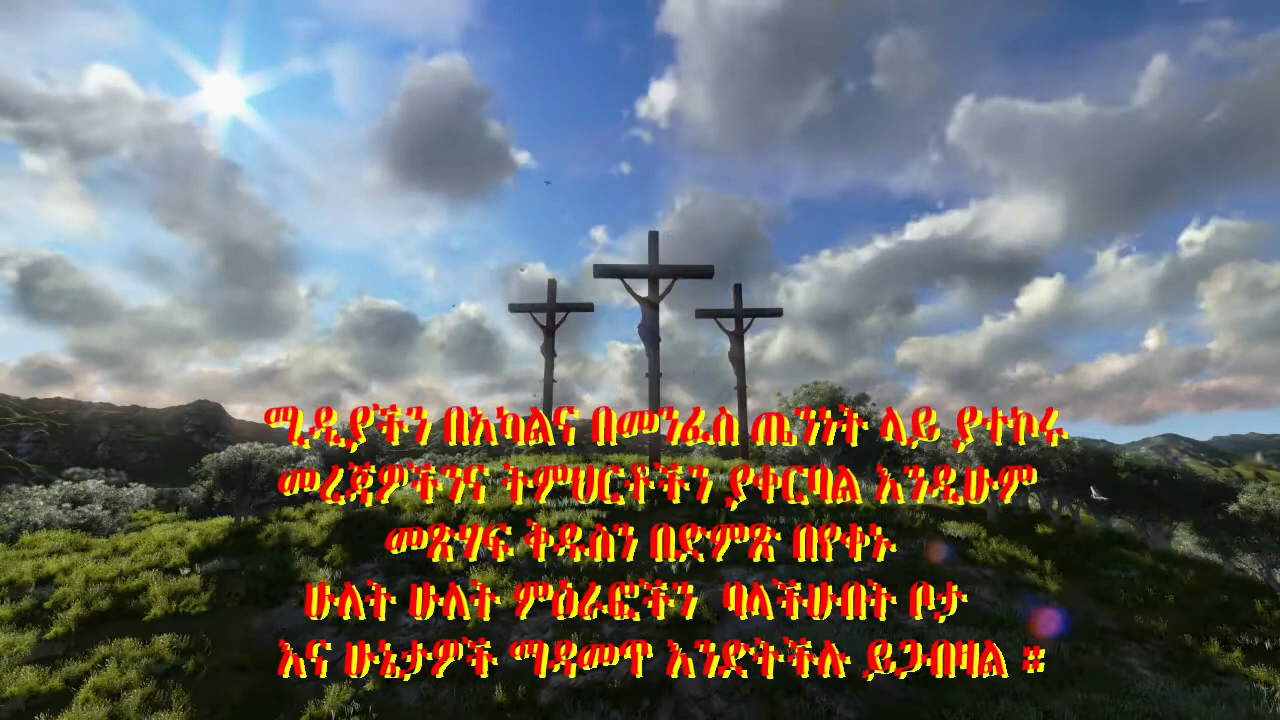 ሚዲያችን በአካልና በመንፈስ ጤንነት ላይ ያተኮሩ
መረጃዎችንና ትምህርቶችን ያቀርባል እንዲሁም
መጽሃፍ ቅዱስን በድምጽ በየቀኑ
ሁለት ሁለት ምዕራፎችን ባላችሁበት ቦታ
እና ሁኔታዎች ማዳመጥ እንድትችሉ ይጋብዛል ።